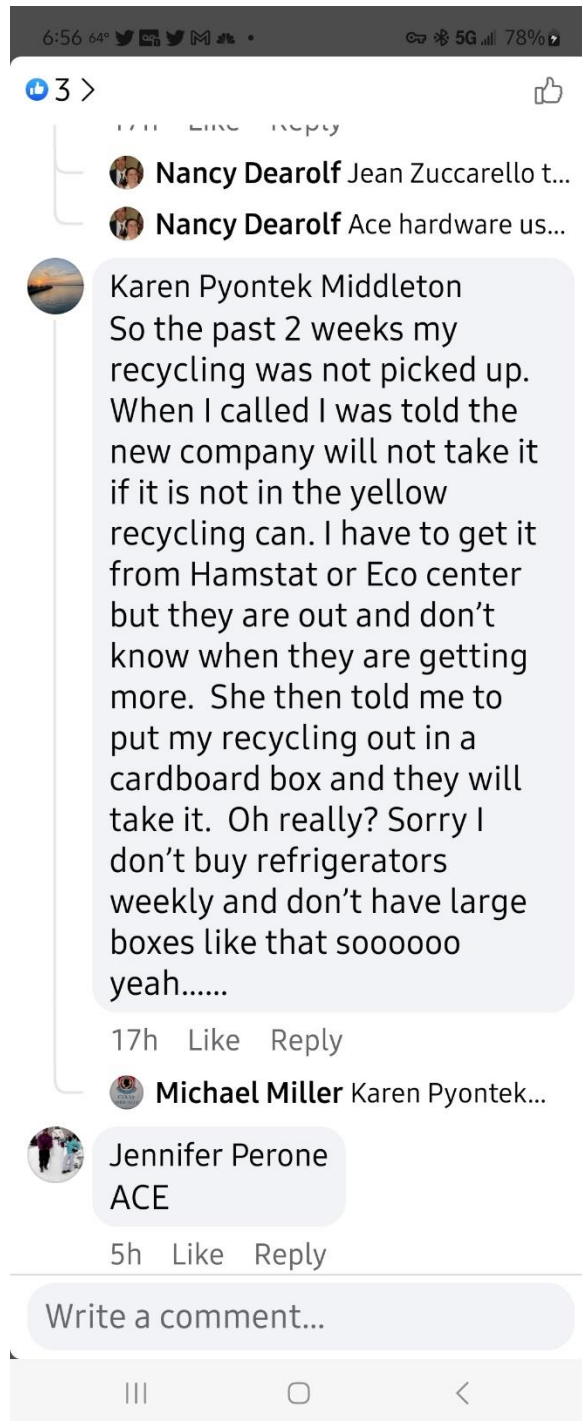 6:56 64°
5G 78%
3
Nancy Dearolf Jean Zuccarello t...
Nancy Dearolf Ace hardware us...
Karen Pyontek Middleton
So the past 2 weeks my
recycling was not picked up.
When I called I was told the
new company will not take it
if it is not in the yellow
recycling can. I have to get it
from Hamstat or Eco center
but they are out and don't
know when they are getting
more. She then told me to
put my recycling out in a
cardboard box and they will
take it. Oh really? Sorry I
don't buy refrigerators
weekly and don't have large
boxes like that soooooo
yeah......
17h Like Reply
Michael Miller Karen Pyontek...
Jennifer Perone
ACE
5h Like Reply
Write a comment...